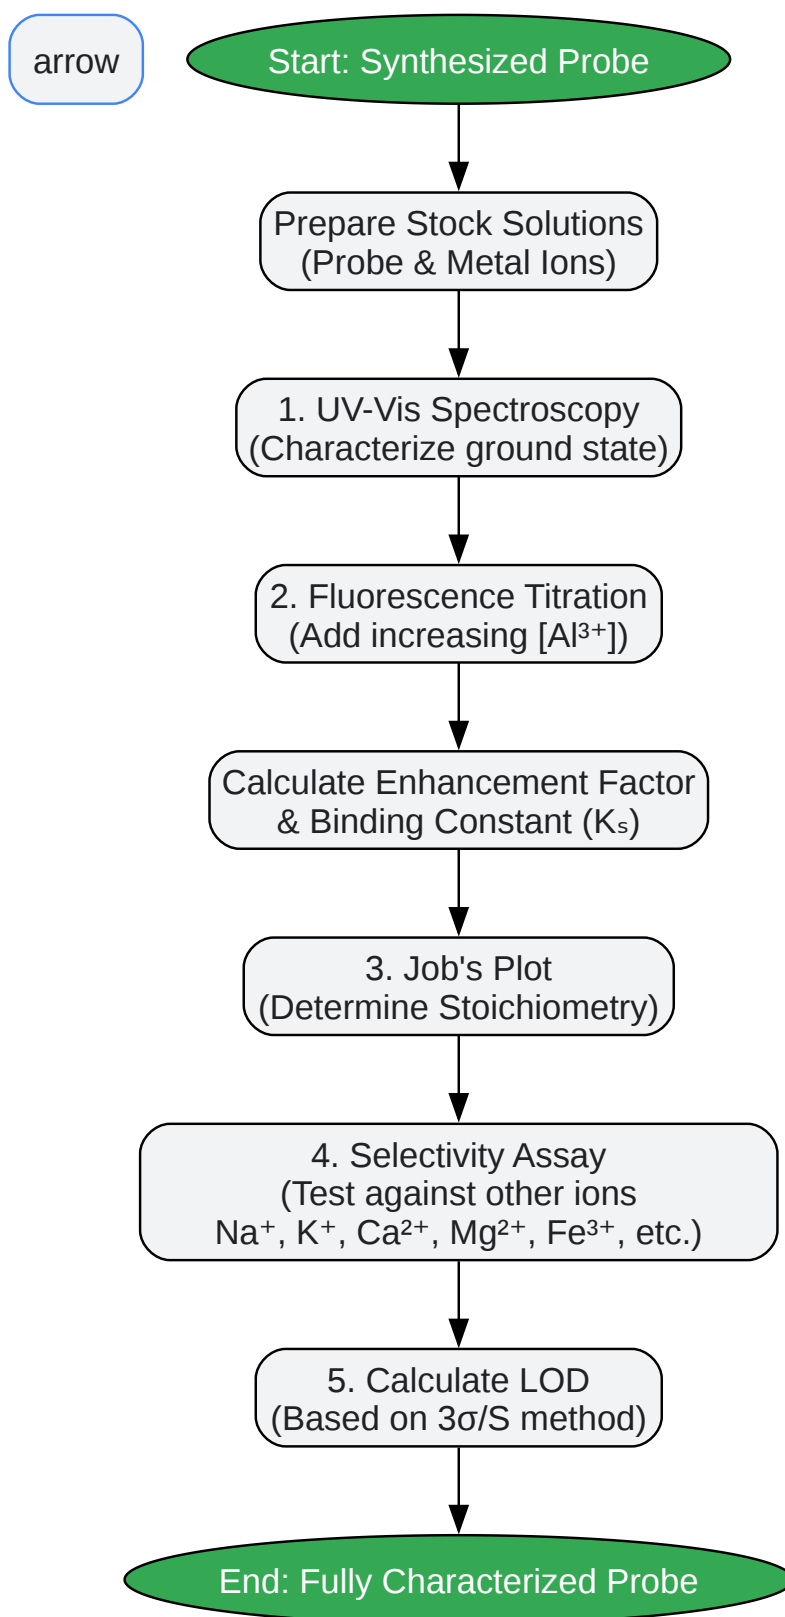 arrow
Start: Synthesized Probe
Prepare Stock Solutions
(Probe & Metal Ions)
1. UV-Vis Spectroscopy
(Characterize ground state)
2. Fluorescence Titration
(Add increasing [Al³⁺])
Calculate Enhancement Factor
& Binding Constant (Kₛ)
3. Job's Plot
(Determine Stoichiometry)
4. Selectivity Assay
(Test against other ions
Na⁺, K⁺, Ca²⁺, Mg²⁺, Fe³⁺, etc.)
5. Calculate LOD
(Based on 3σ/S method)
End: Fully Characterized Probe